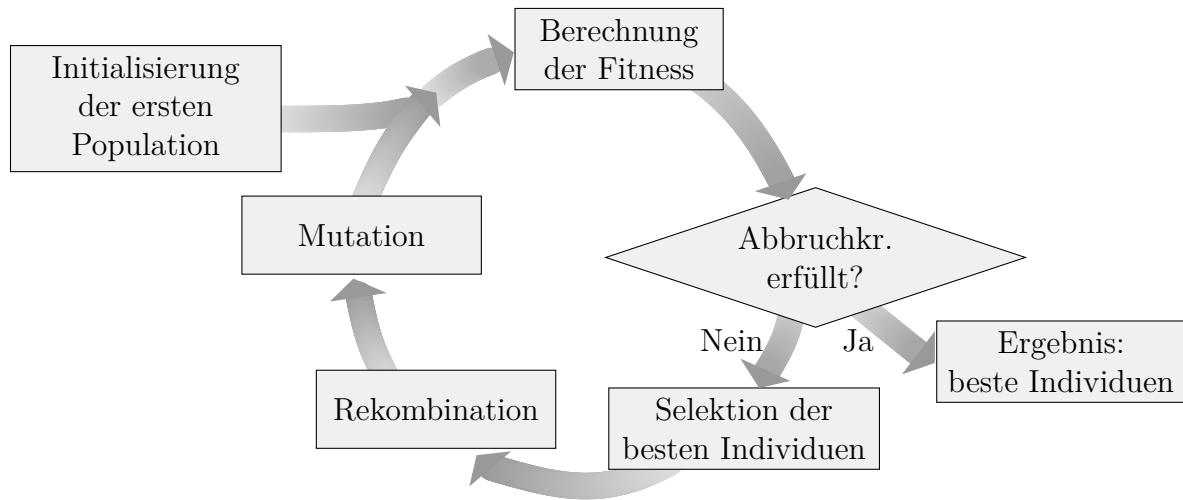 Initialisierung
der ersten
Population
Berechnung
der Fitness
Mutation
Abbruchkr.
erfüllt?
Nein
Ja
Ergebnis:
beste Individuen
Rekombination
Selektion der
besten Individuen